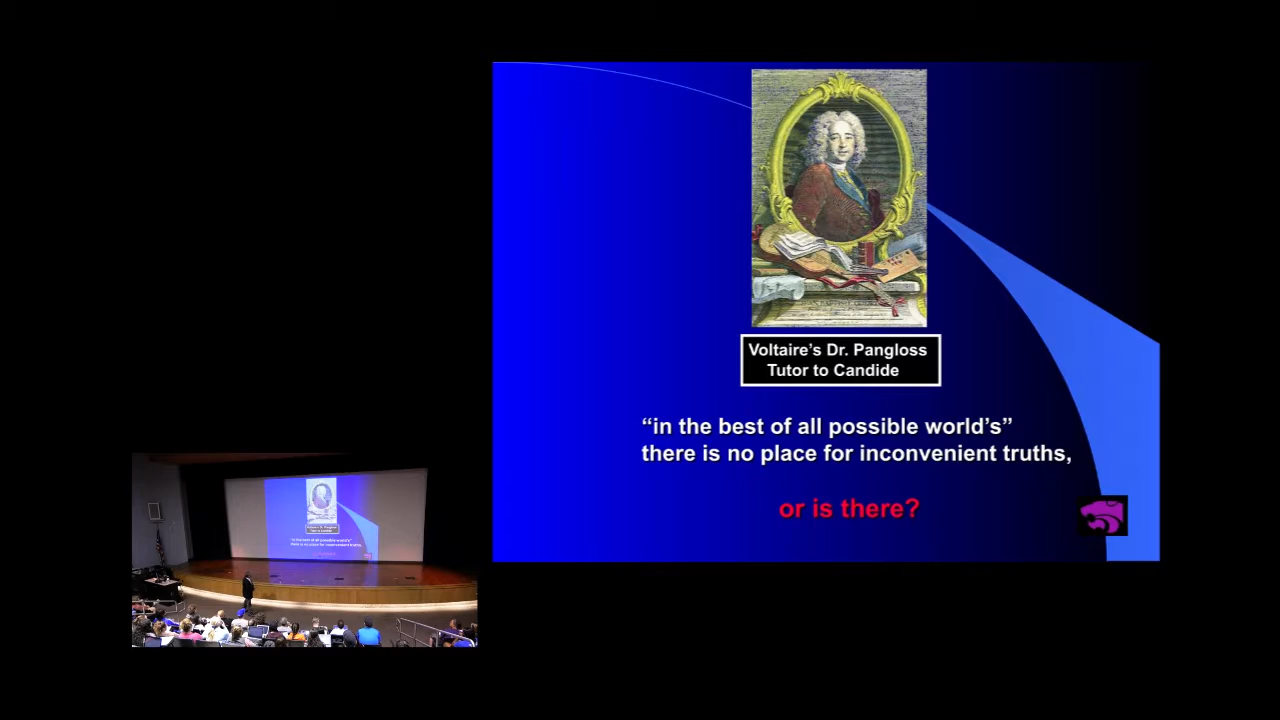 Voltaire's Dr. Pangloss
Tutor to Candide
“in the best of all possible world's”
there is no place for inconvenient truths,
or is there?